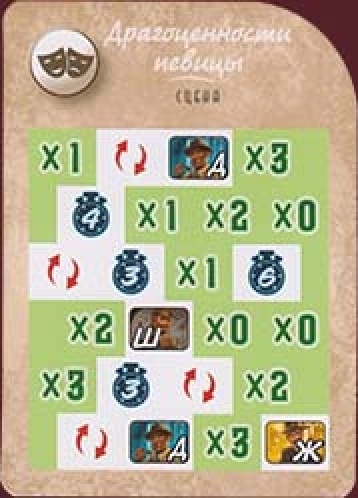 Драгоценности
певицы
СЦЕНА
X1 Д X3
4 X1 X2 X0
3 X1 6
X2 Ш X0 X0
X3 3 X2
Д X3 Ж